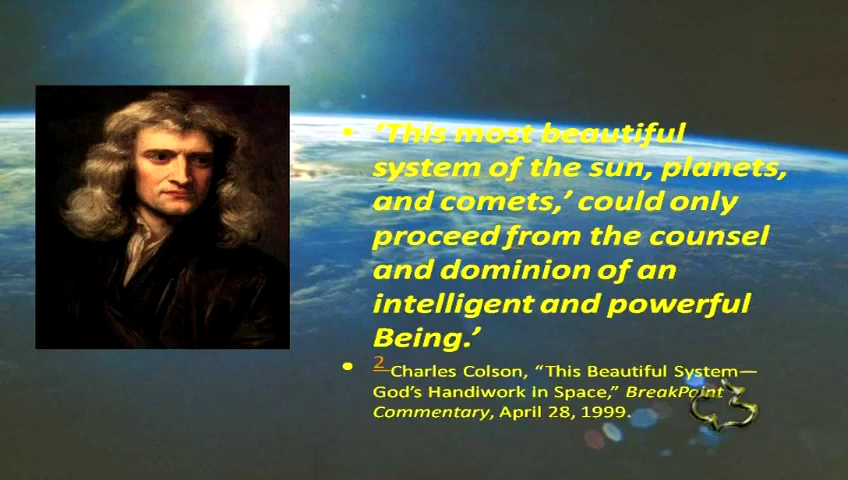 • ‘This most beautiful
system of the sun, planets,
and comets,’ could only
proceed from the counsel
and dominion of an
intelligent and powerful
Being.’
• 2 Charles Colson, “This Beautiful System—
God’s Handiwork in Space,” BreakPoint
Commentary, April 28, 1999.